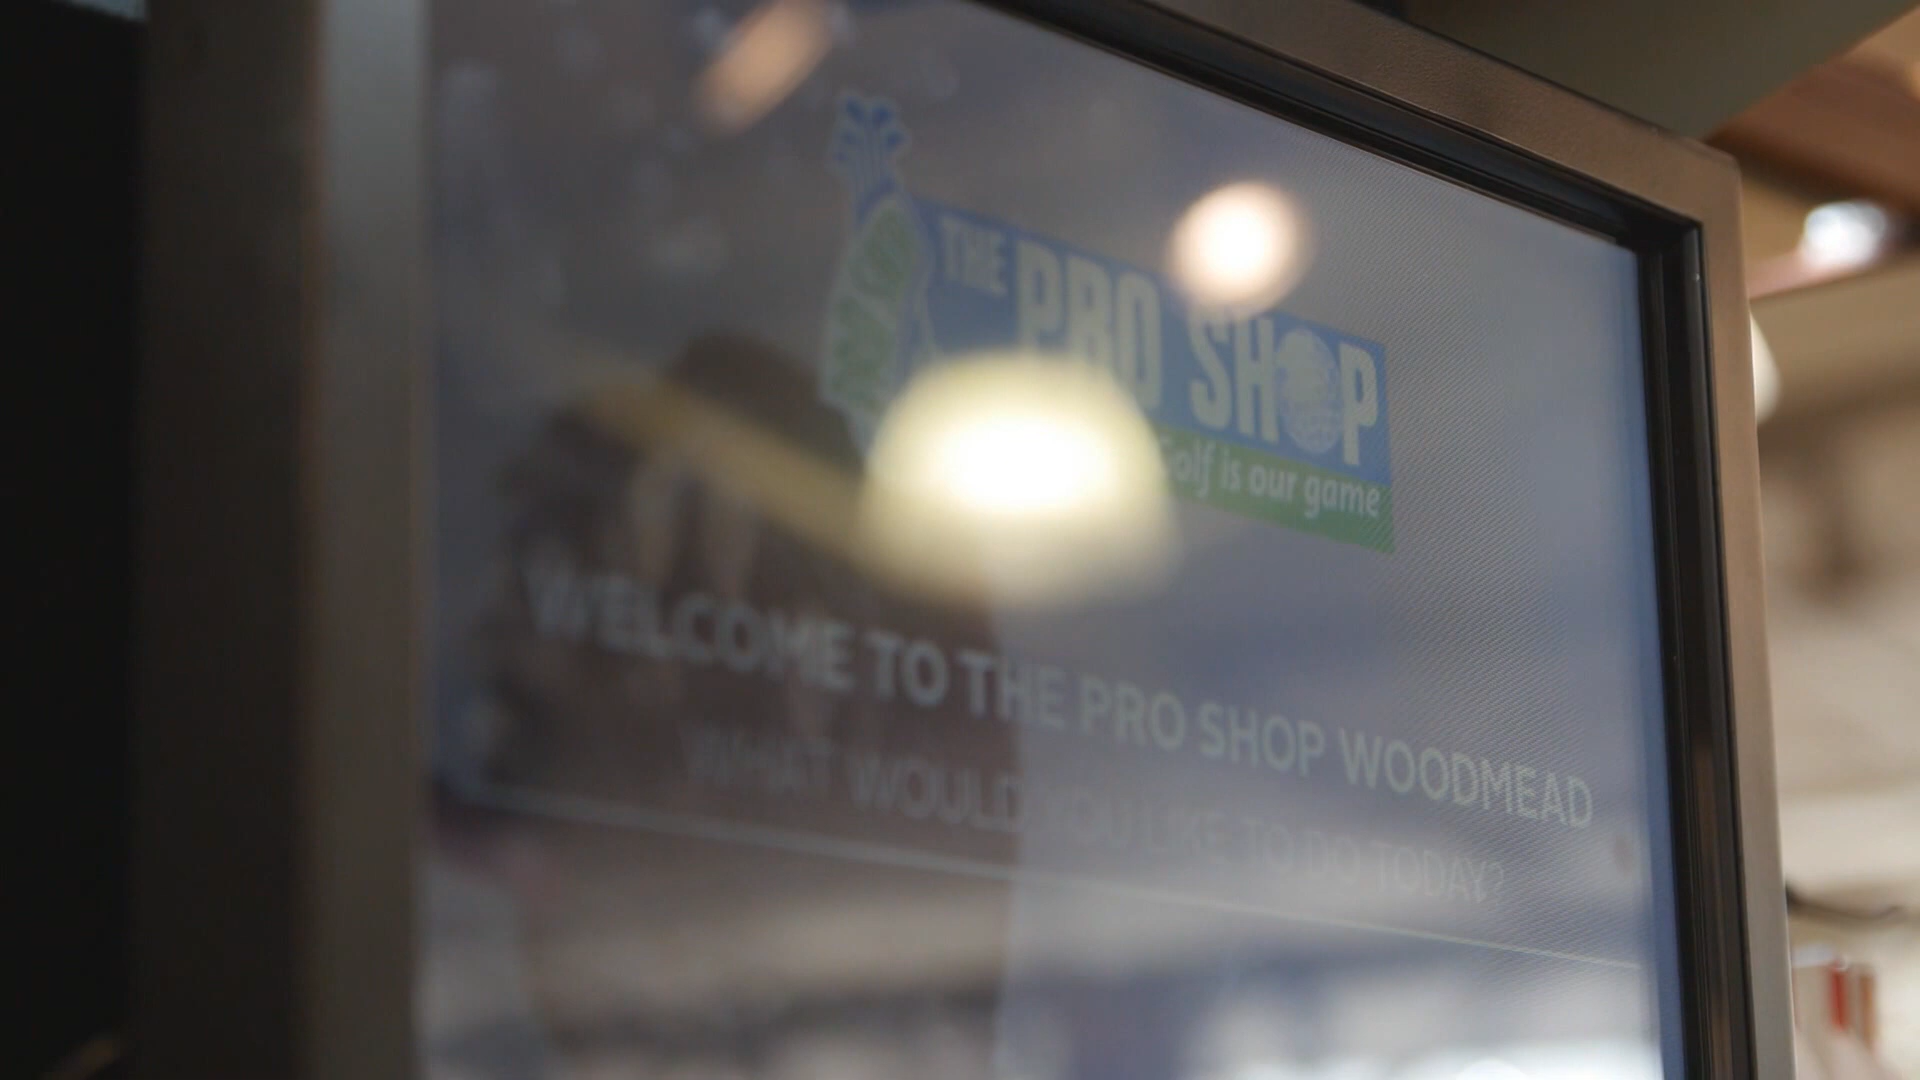 THE PRO SHOP
Golf is our game
WELCOME TO THE PRO SHOP WOODMEAD
WHAT WOULD YOU LIKE TO DO TODAY?